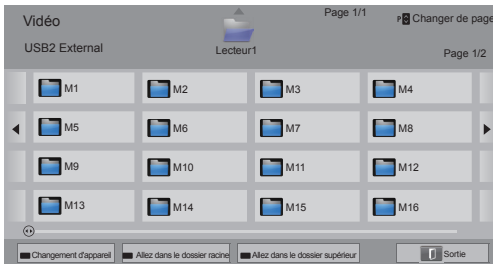 Vidéo
Page 1/1
P Changer de page
USB2 External
Lecteur1
Page 1/2
M1 M2 M3 M4
M5 M6 M7 M8
M9 M10 M11 M12
M13 M14 M15 M16
Changement d'appareil Allez dans le dossier racine Allez dans le dossier supérieur Sortie